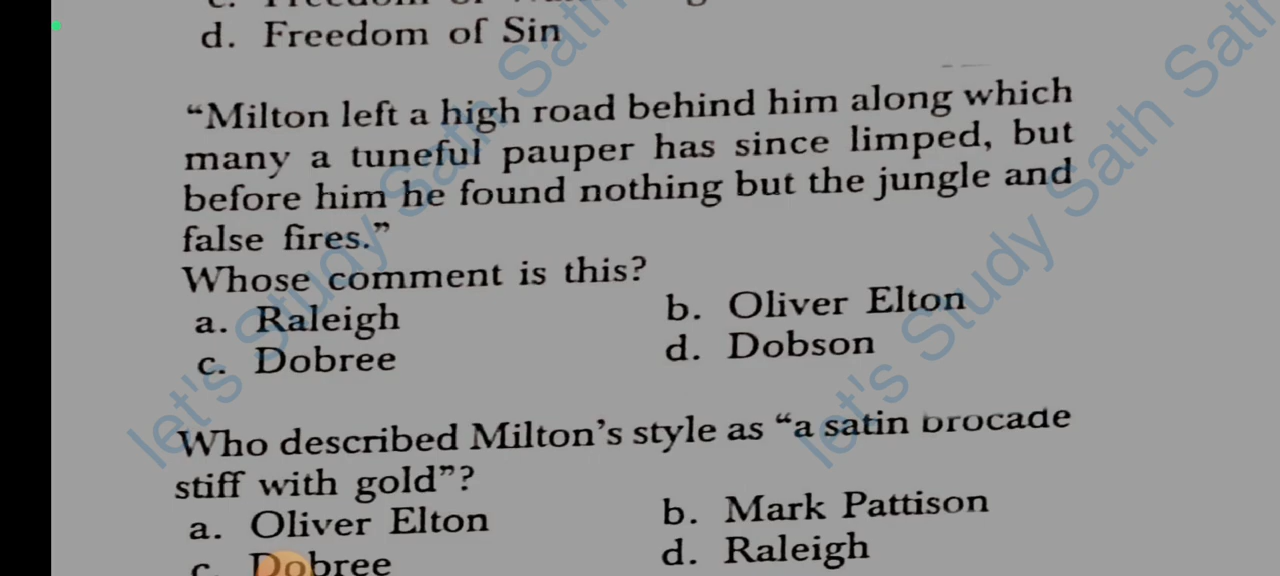 d. Freedom of Sin
"Milton left a high road behind him along which
many a tuneful pauper has since limped, but
before him he found nothing but the jungle and
false fires."
Whose comment is this?
a. Raleigh
b. Oliver Elton
c. Dobree
d. Dobson
Who described Milton's style as "a satin brocade
stiff with gold"?
a. Oliver Elton
b. Mark Pattison
c. Dobree
d. Raleigh
let's Study Sath Sath
let's Study Sath Sath